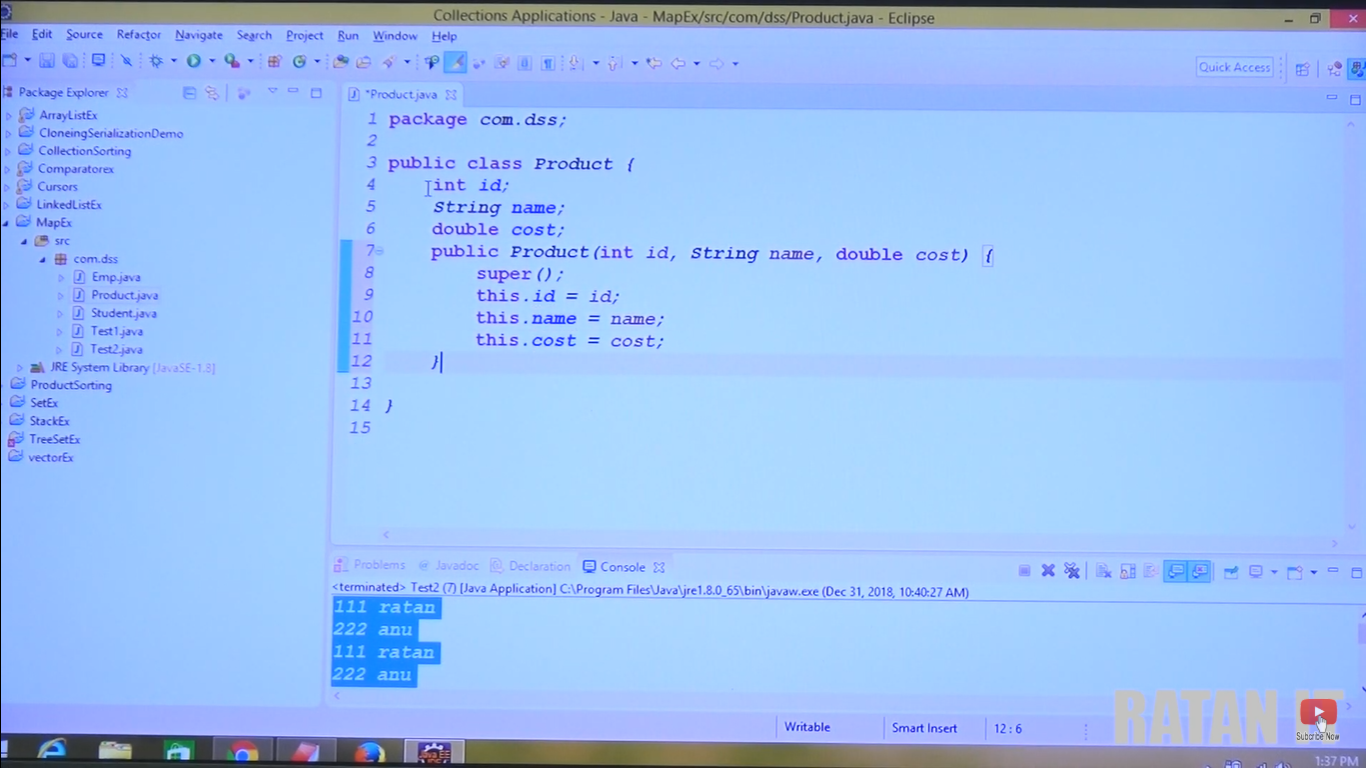 Collections Applications - Java - MapEx/src/com/dss/Product.java - Eclipse
File Edit Source Refactor Navigate Search Project Run Window Help
Quick Access
Package Explorer
ArrayListEx
CloneingSerializationDemo
CollectionSorting
Comparatorex
Cursors
LinkedListEx
MapEx
src
com.dss
Emp.java
Product.java
Student.java
Test1.java
Test2.java
JRE System Library [JavaSE-1.8]
ProductSorting
SetEx
StackEx
TreeSetEx
vectorEx
*Product.java
1 package com.dss;
2
3 public class Product {
4 int id;
5 String name;
6 double cost;
7 public Product(int id, String name, double cost) {
8 super();
9 this.id = id;
10 this.name = name;
11 this.cost = cost;
12 }
13
14 }
15
Problems @ Javadoc Declaration Console
<terminated> Test2 (7) [Java Application] C:\Program Files\Java\jre1.8.0_65\bin\javaw.exe (Dec 31, 2018, 10:40:27 AM)
111 ratan
222 anu
111 ratan
222 anu
Writable Smart Insert 12 : 6
RATAN IT
Subcribe Now
Java EE
1:37 PM